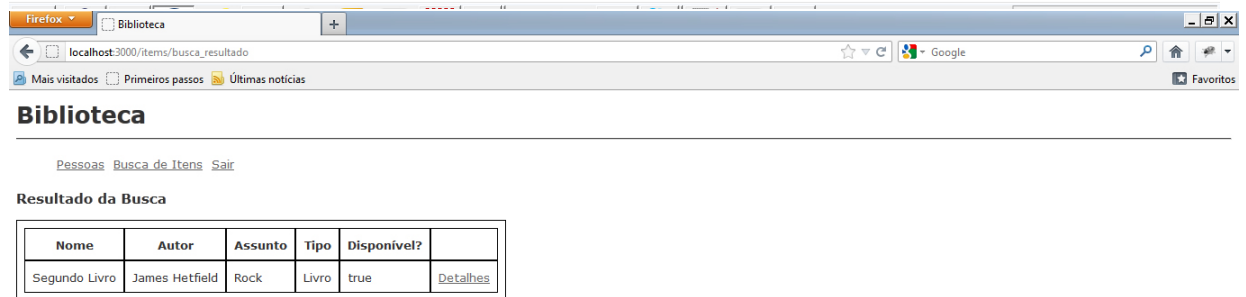 Firefox
Biblioteca
+
localhost:3000/items/busca_resultado
Google
Mais visitados Primeiros passos Últimas notícias Favoritos
Biblioteca
Pessoas Busca de Itens Sair
Resultado da Busca
Nome Autor Assunto Tipo Disponível?
Segundo Livro James Hetfield Rock Livro true Detalhes